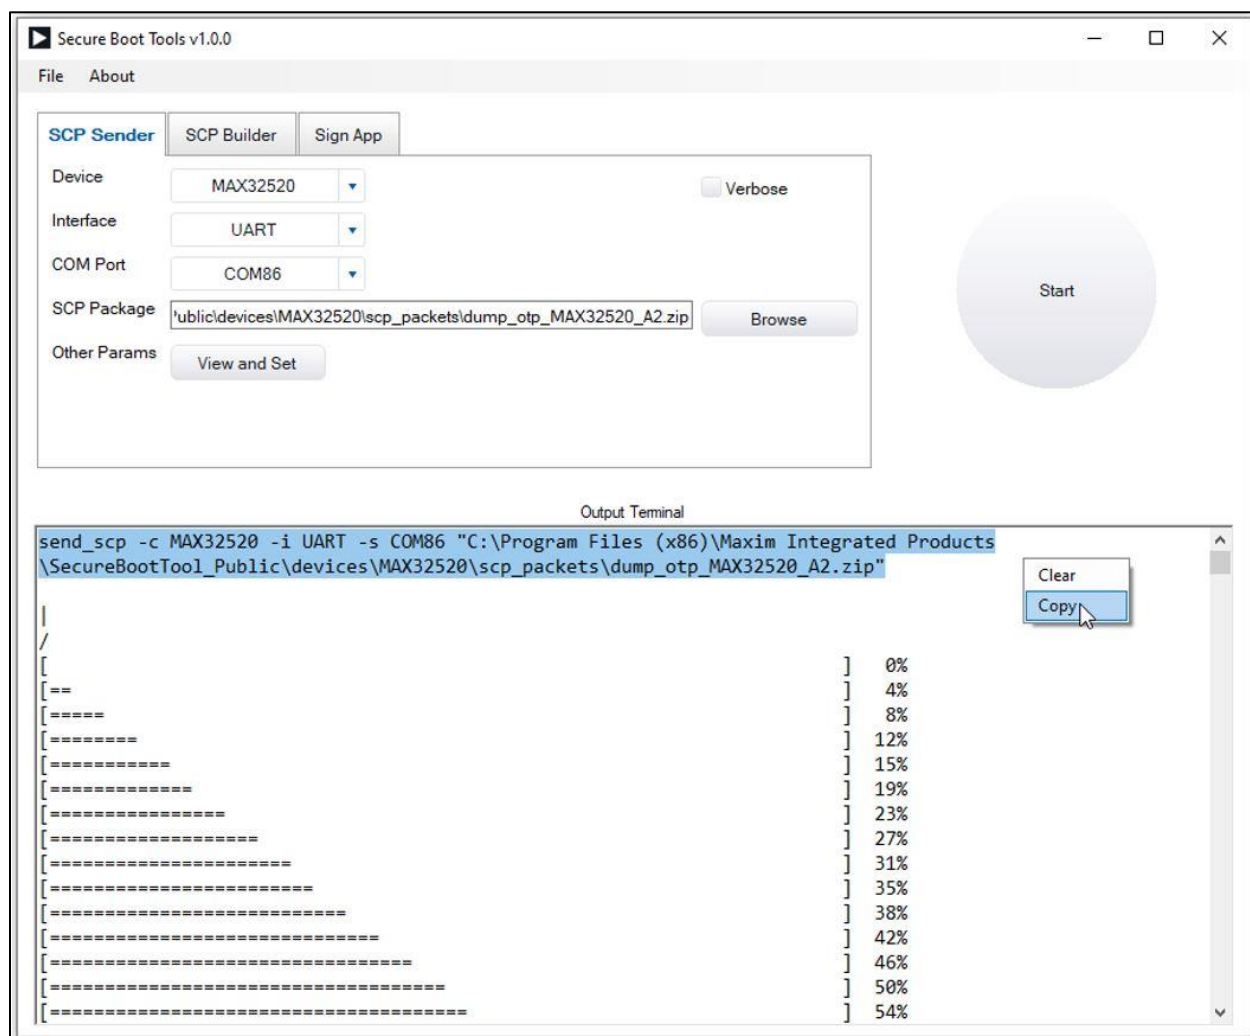 Secure Boot Tools v1.0.0
File About
SCP Sender SCP Builder Sign App
Device MAX32520 Verbose
Interface UART
COM Port COM86
SCP Package \devices\MAX32520\scp_packets\dump_otp_MAX32520_A2.zip Browse
Other Params View and Set
Start
Output Terminal
send_scp -c MAX32520 -i UART -s COM86 "C:\Program Files (x86)\Maxim Integrated Products
\SecureBootTool_Public\devices\MAX32520\scp_packets\dump_otp_MAX32520_A2.zip"
Clear
Copy
|
/
[ ] 0%
[== ] 4%
[===== ] 8%
[======== ] 12%
[=========== ] 15%
[============= ] 19%
[================ ] 23%
[=================== ] 27%
[====================== ] 31%
[======================== ] 35%
[=========================== ] 38%
[============================== ] 42%
[================================= ] 46%
[==================================== ] 50%
[====================================== ] 54%